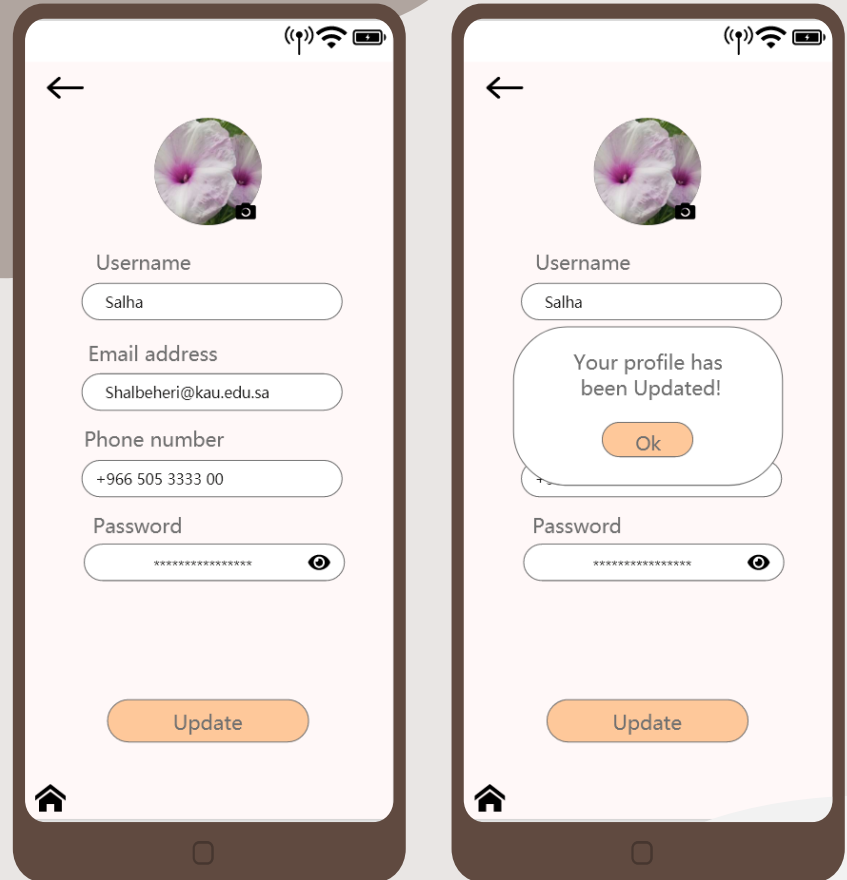 Username
Salha
Email address
Shalbeheri@kau.edu.sa
Phone number
+966 505 3333 00
Password
****************
Update
Username
Salha
Your profile has
been Updated!
Ok
Password
****************
Update